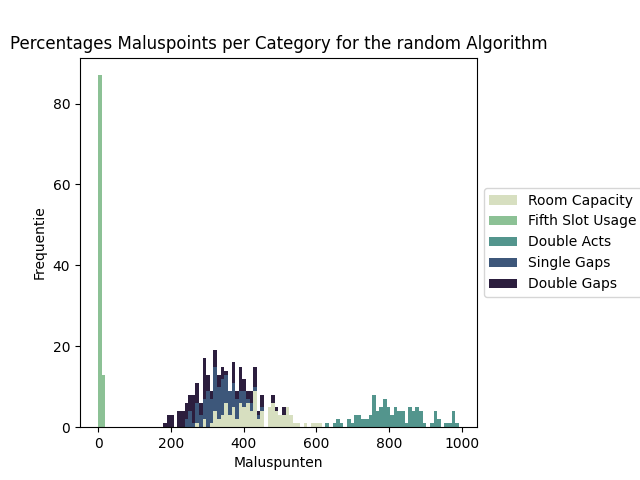 Percentages Maluspoints per Category for the random Algorithm
80
60
40
20
0
Frequentie
0 200 400 600 800 1000
Maluspunten
Room Capacity
Fifth Slot Usage
Double Acts
Single Gaps
Double Gaps